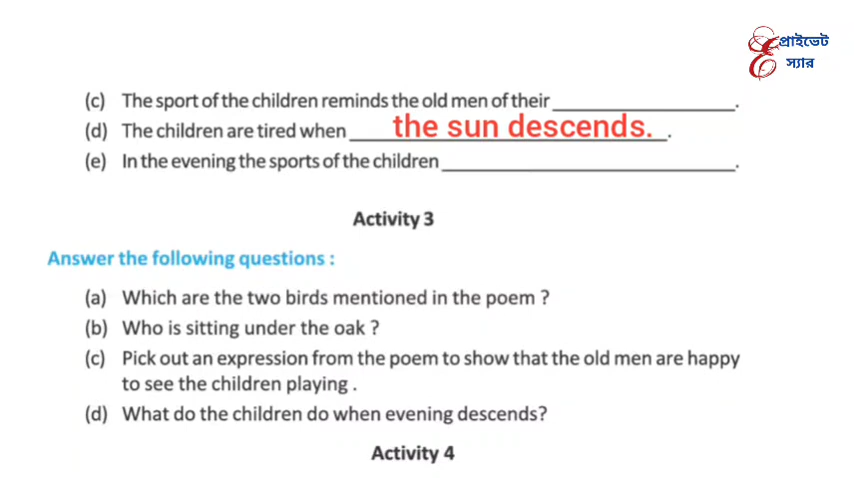 প্রাইভেট
স্যার
(c) The sport of the children reminds the old men of their ____________________.
(d) The children are tired when the sun descends. .
(e) In the evening the sports of the children ____________________.
Activity 3
Answer the following questions :
(a) Which are the two birds mentioned in the poem ?
(b) Who is sitting under the oak ?
(c) Pick out an expression from the poem to show that the old men are happy
to see the children playing .
(d) What do the children do when evening descends?
Activity 4